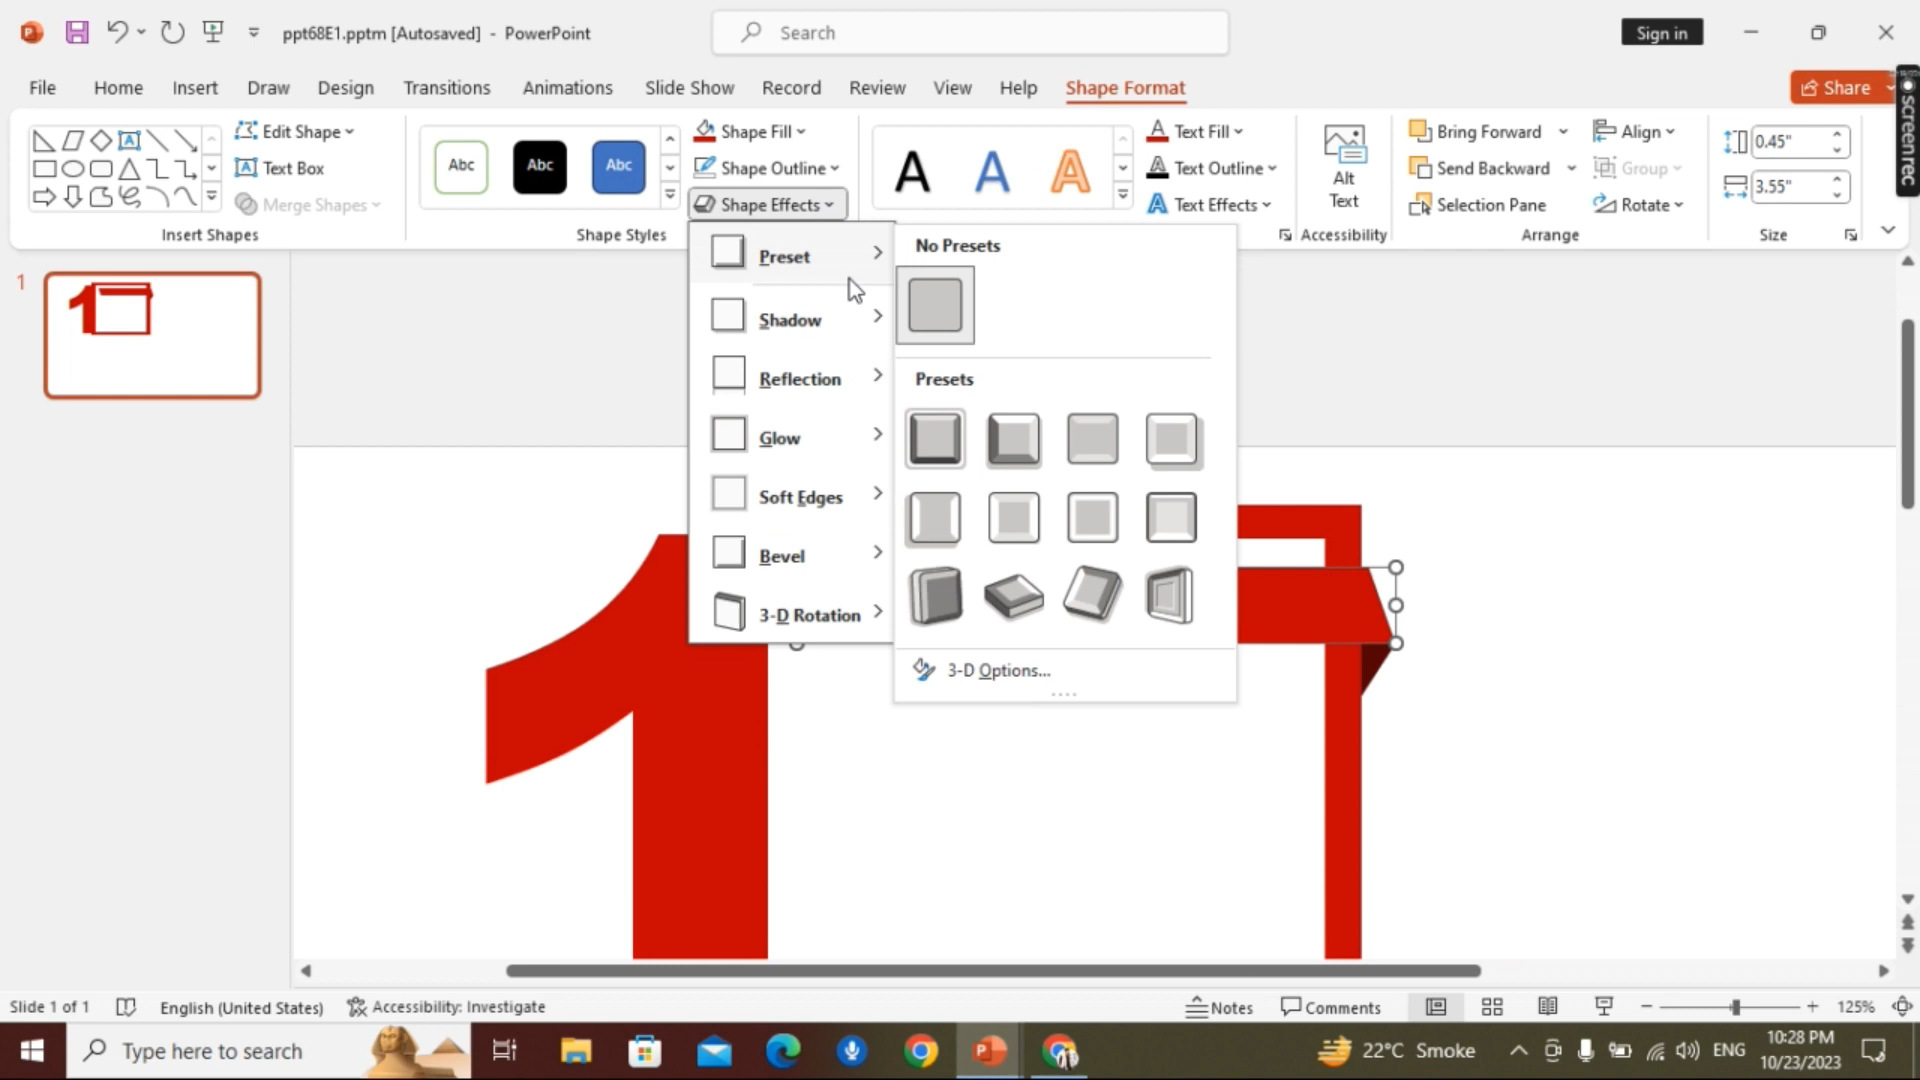 ppt68E1.pptm [Autosaved] - PowerPoint
Search
Sign in
File Home Insert Draw Design Transitions Animations Slide Show Record Review View Help Shape Format
Share
screenrec
Edit Shape
Text Box
Merge Shapes
Insert Shapes
Abc Abc Abc
Shape Fill
Shape Outline
Shape Effects
Shape Styles
A A A
Text Fill
Text Outline
Text Effects
Alt
Text
Accessibility
Bring Forward
Send Backward
Selection Pane
Align
Group
Rotate
Arrange
0.45"
3.55"
Size
Preset
Shadow
Reflection
Glow
Soft Edges
Bevel
3-D Rotation
No Presets
Presets
3-D Options...
1
1
1
Slide 1 of 1 English (United States) Accessibility: Investigate Notes Comments 125%
Type here to search
22°C Smoke
ENG
10:28 PM
10/23/2023